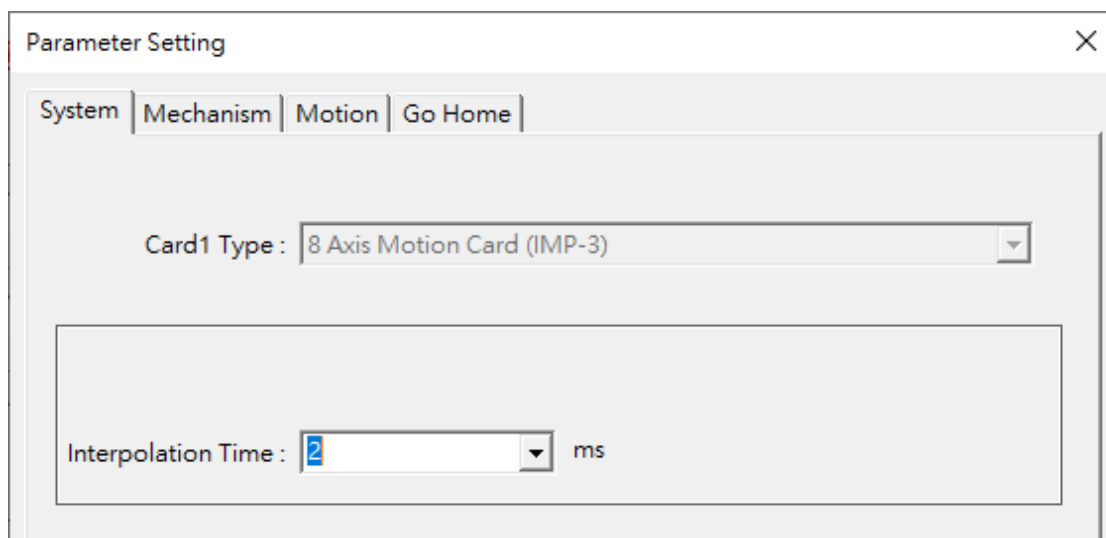 Parameter Setting
System Mechanism Motion Go Home
Card1 Type : 8 Axis Motion Card (IMP-3)
Interpolation Time : 2 ms